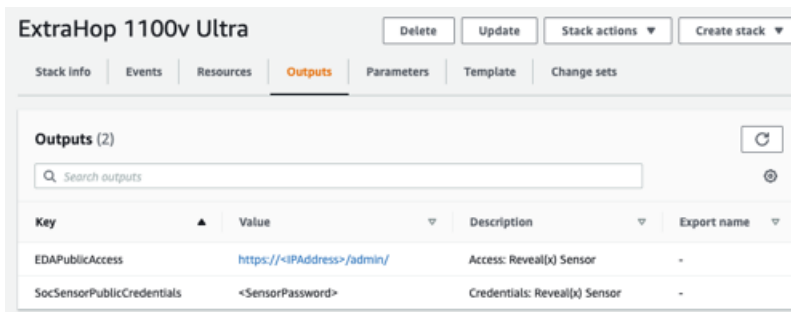 ExtraHop 1100v Ultra
Delete Update Stack actions ▼ Create stack ▼
Stack info Events Resources Outputs Parameters Template Change sets
Outputs (2)
Search outputs
Key Value Description Export name
EDAPublicAccess https://<IPAddress>/admin/ Access: Reveal(x) Sensor -
SocSensorPublicCredentials <SensorPassword> Credentials: Reveal(x) Sensor -